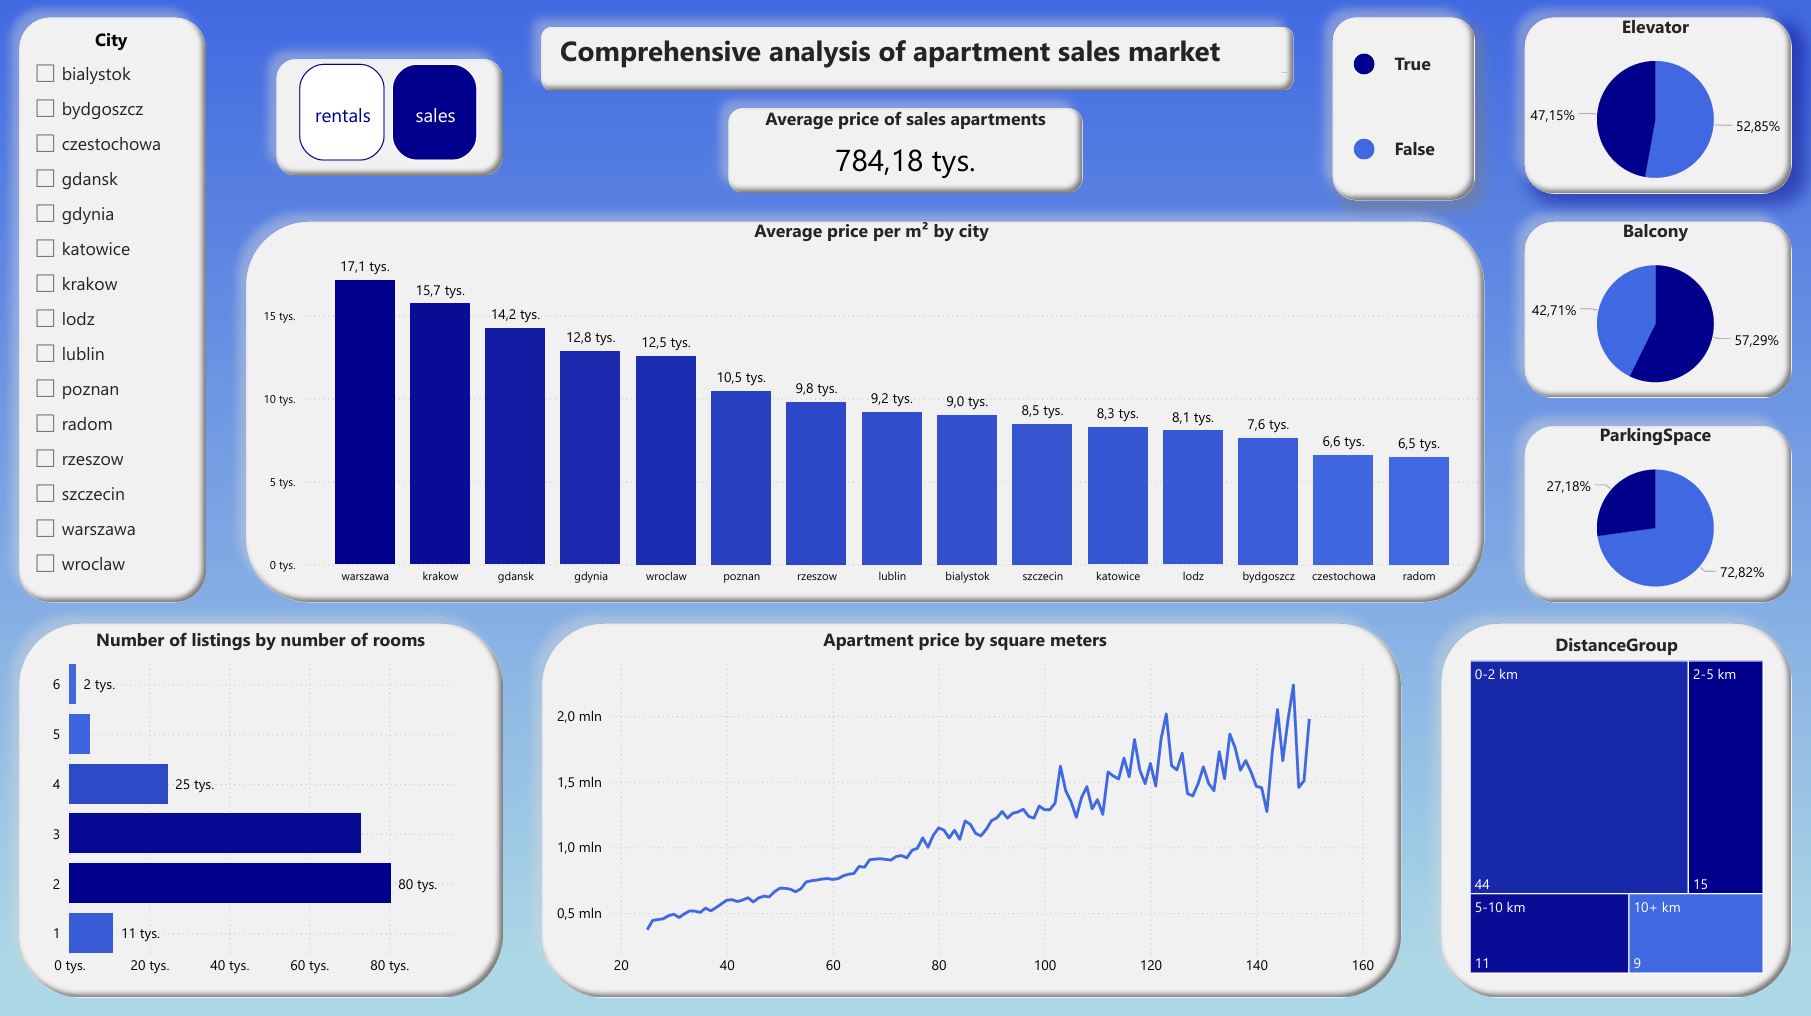 City
bialystok
bydgoszcz
czestochowa
gdansk
gdynia
katowice
krakow
lodz
lublin
poznan
radom
rzeszow
szczecin
warszawa
wroclaw
rentals
sales
Comprehensive analysis of apartment sales market
Average price of sales apartments
784,18 tys.
True
False
Elevator
47,15%
52,85%
Balcony
42,71%
57,29%
ParkingSpace
27,18%
72,82%
Average price per m² by city
17,1 tys.
15,7 tys.
14,2 tys.
12,8 tys.
12,5 tys.
10,5 tys.
9,8 tys.
9,2 tys.
9,0 tys.
8,5 tys.
8,3 tys.
8,1 tys.
7,6 tys.
6,6 tys.
6,5 tys.
15 tys.
10 tys.
5 tys.
0 tys.
warszawa krakow gdansk gdynia wroclaw poznan rzeszow lublin bialystok szczecin katowice lodz bydgoszcz czestochowa radom
Number of listings by number of rooms
6 2 tys.
5
4 25 tys.
3
2 80 tys.
1 11 tys.
0 tys. 20 tys. 40 tys. 60 tys. 80 tys.
Apartment price by square meters
2,0 mln
1,5 mln
1,0 mln
0,5 mln
20 40 60 80 100 120 140 160
DistanceGroup
0-2 km
44
2-5 km
15
5-10 km
11
10+ km
9